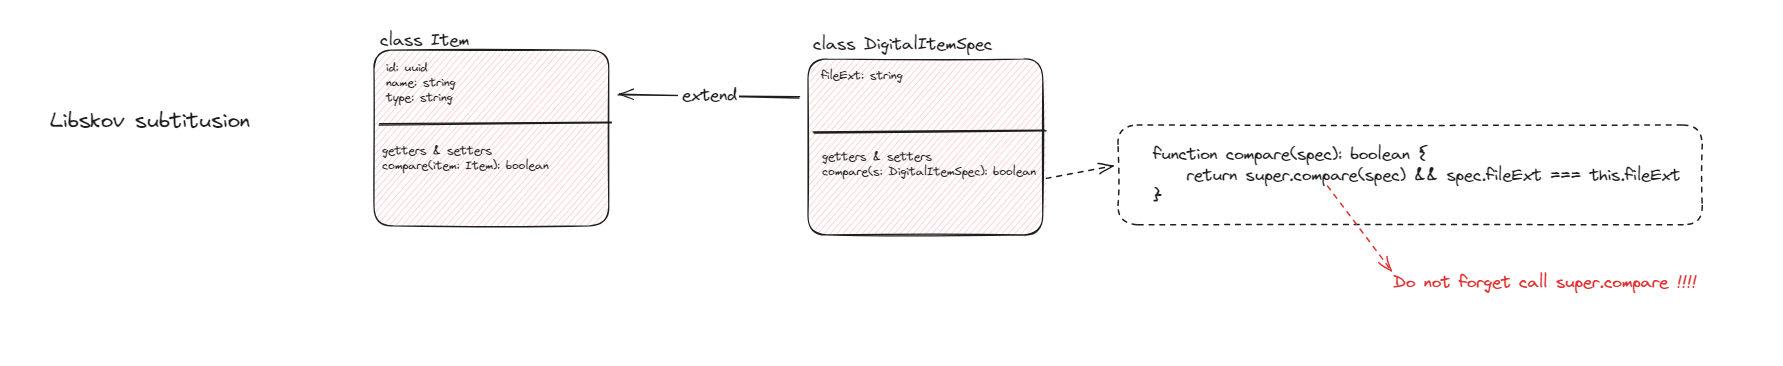 Libskov subtitusion
class Item
id: uuid
name: string
type: string
getters & setters
compare(item: Item): boolean
extend
class DigitalItemSpec
fileExt: string
getters & setters
compare(s: DigitalItemSpec): boolean
function compare(spec): boolean {
return super.compare(spec) && spec.fileExt === this.fileExt
}
Do not forget call super.compare !!!!